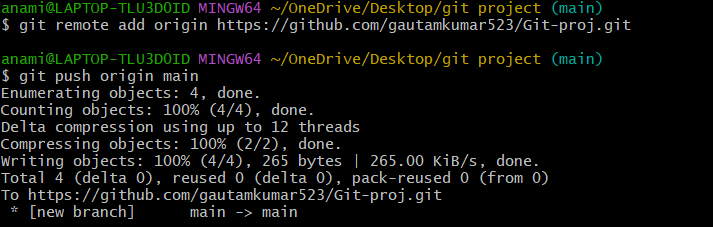 anami@LAPTOP-TLU3DOID MINGW64 ~/OneDrive/Desktop/git project (main)
$ git remote add origin https://github.com/gautamkumar523/Git-proj.git
anami@LAPTOP-TLU3DOID MINGW64 ~/OneDrive/Desktop/git project (main)
$ git push origin main
Enumerating objects: 4, done.
Counting objects: 100% (4/4), done.
Delta compression using up to 12 threads
Compressing objects: 100% (2/2), done.
Writing objects: 100% (4/4), 265 bytes | 265.00 KiB/s, done.
Total 4 (delta 0), reused 0 (delta 0), pack-reused 0 (from 0)
To https://github.com/gautamkumar523/Git-proj.git
 * [new branch]      main -> main